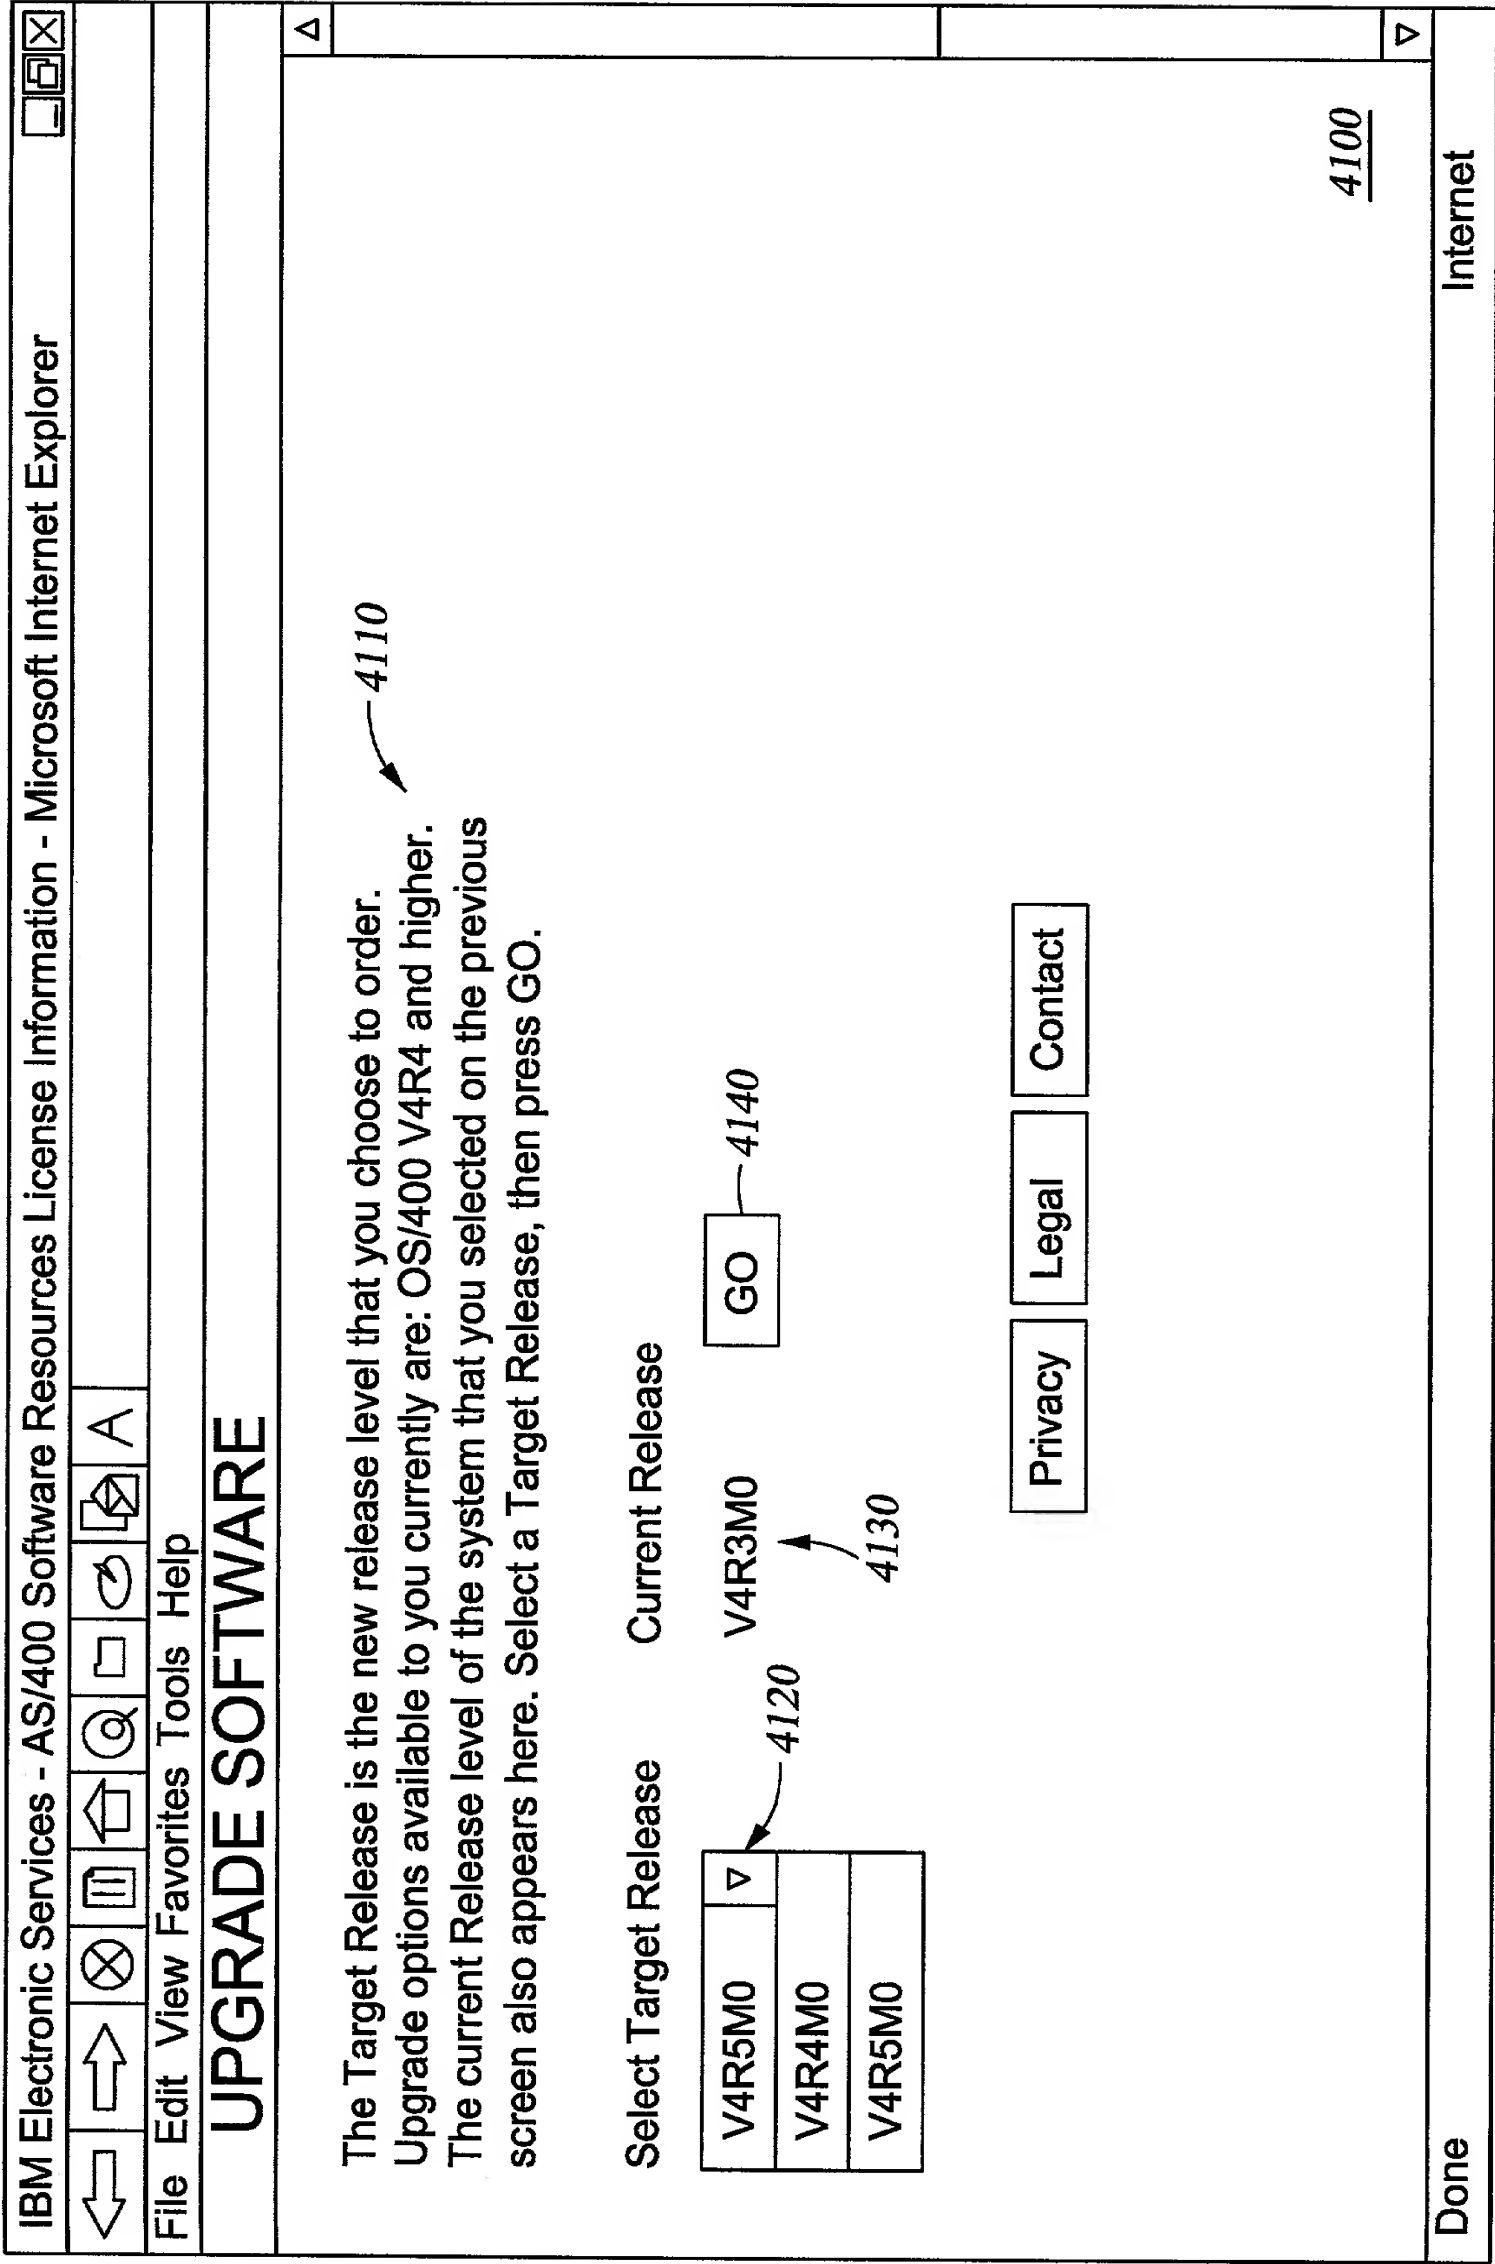 IBM Electronic Services - AS/400 Software Resources License Information - Microsoft Internet Explorer
A
File Edit View Favorites Tools Help
UPGRADE SOFTWARE
The Target Release is the new release level that you choose to order.
Upgrade options available to you currently are: OS/400 V4R4 and higher.
The current Release level of the system that you selected on the previous
screen also appears here. Select a Target Release, then press GO.
4110
Select Target Release Current Release
V4R5M0 V4R3M0 GO 4140
4120
V4R4M0
V4R5M0
4130
Privacy Legal Contact
4100
Done Internet